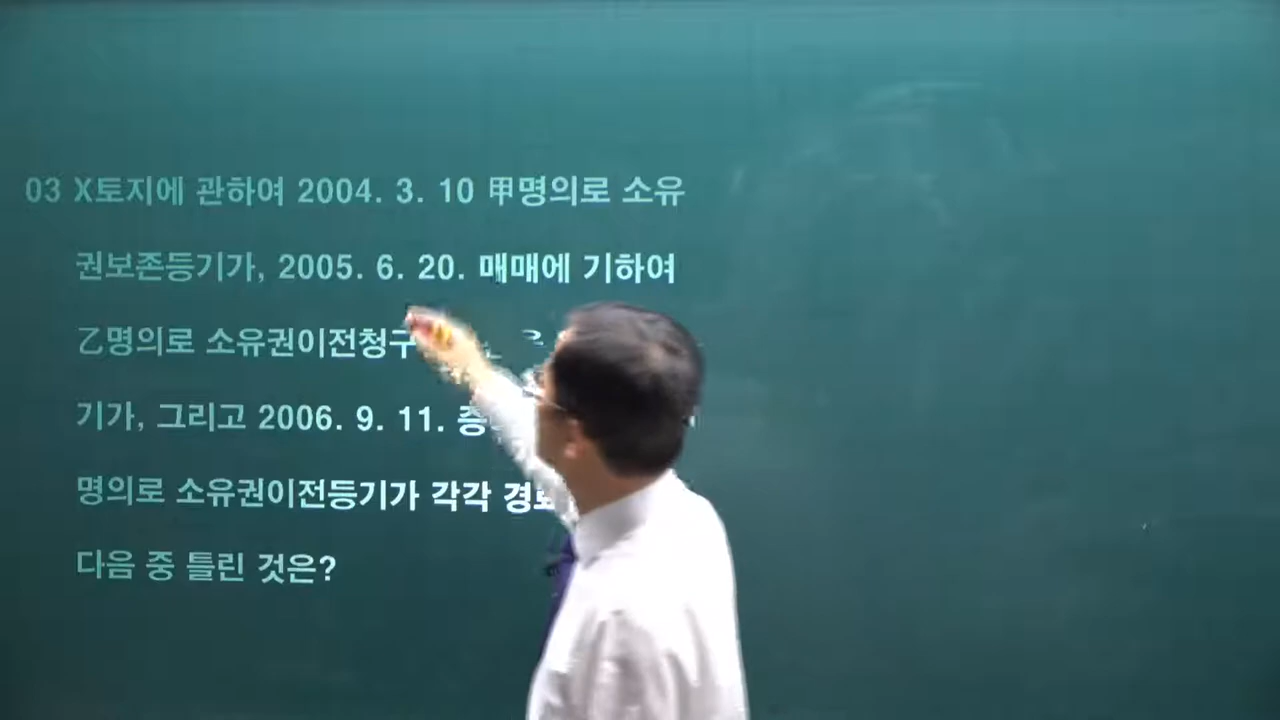 03 X토지에 관하여 2004. 3. 10 甲명의로 소유
권보존등기가, 2005. 6. 20. 매매에 기하여
乙명의로 소유권이전청구
기가, 그리고 2006. 9. 11.
명의로 소유권이전등기가 각각
다음 중 틀린 것은?